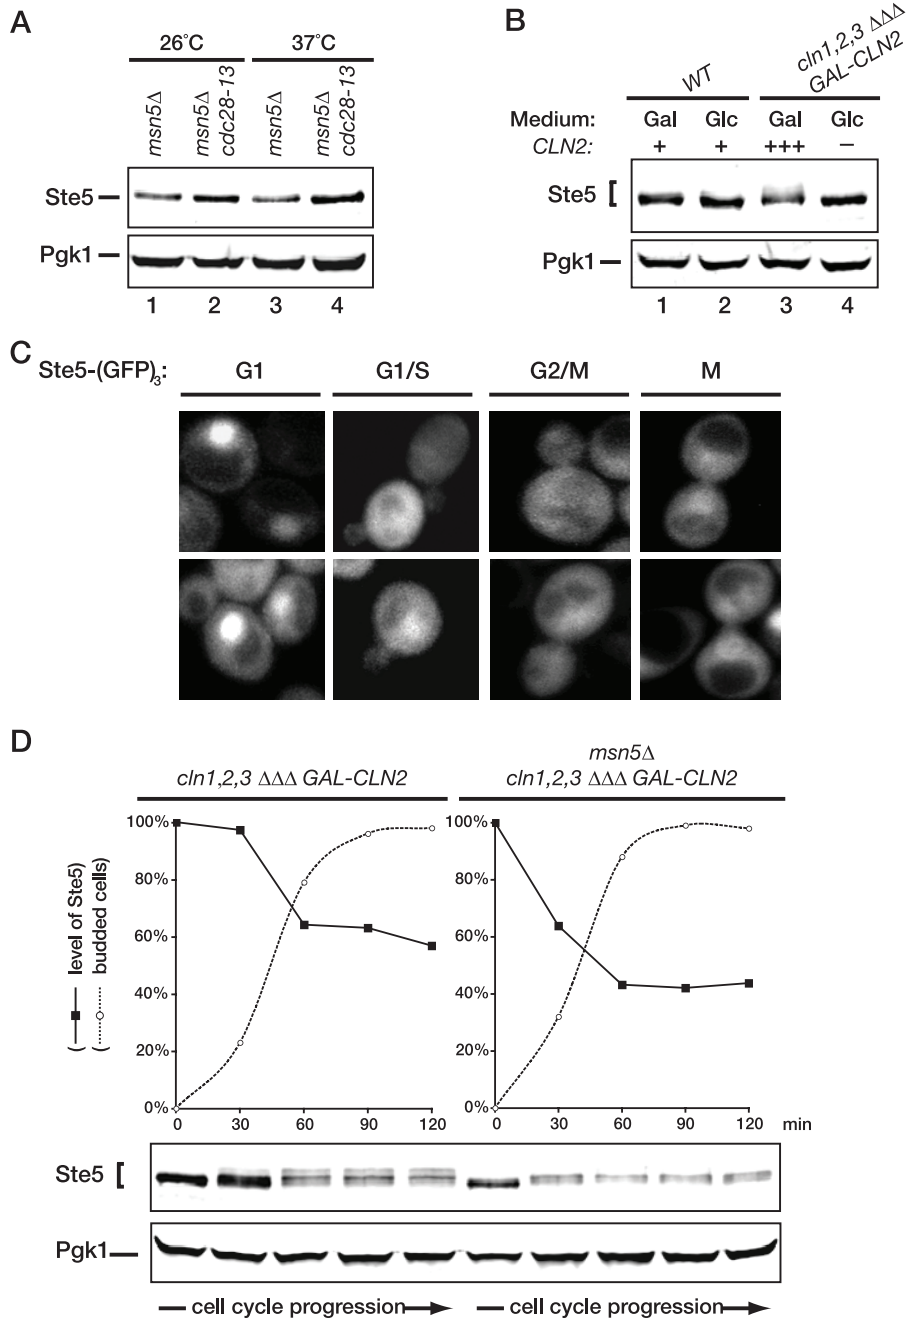 A
26°C 37°C
msn5Δ
msn5Δ
cdc28-13
msn5Δ
msn5Δ
cdc28-13
Ste5
Pgk1
1 2 3 4
B
WT
cln1,2,3 ΔΔΔ
GAL-CLN2
Medium: Gal Glc Gal Glc
CLN2: + + +++ –
Ste5
Pgk1
1 2 3 4
C
Ste5-(GFP)₃: G1 G1/S G2/M M
D
cln1,2,3 ΔΔΔ GAL-CLN2
msn5Δ
cln1,2,3 ΔΔΔ GAL-CLN2
( level of Ste5)
( budded cells)
100%
80%
60%
40%
20%
0%
0 30 60 90 120
100%
80%
60%
40%
20%
0%
0 30 60 90 120 min
Ste5
Pgk1
cell cycle progression cell cycle progression